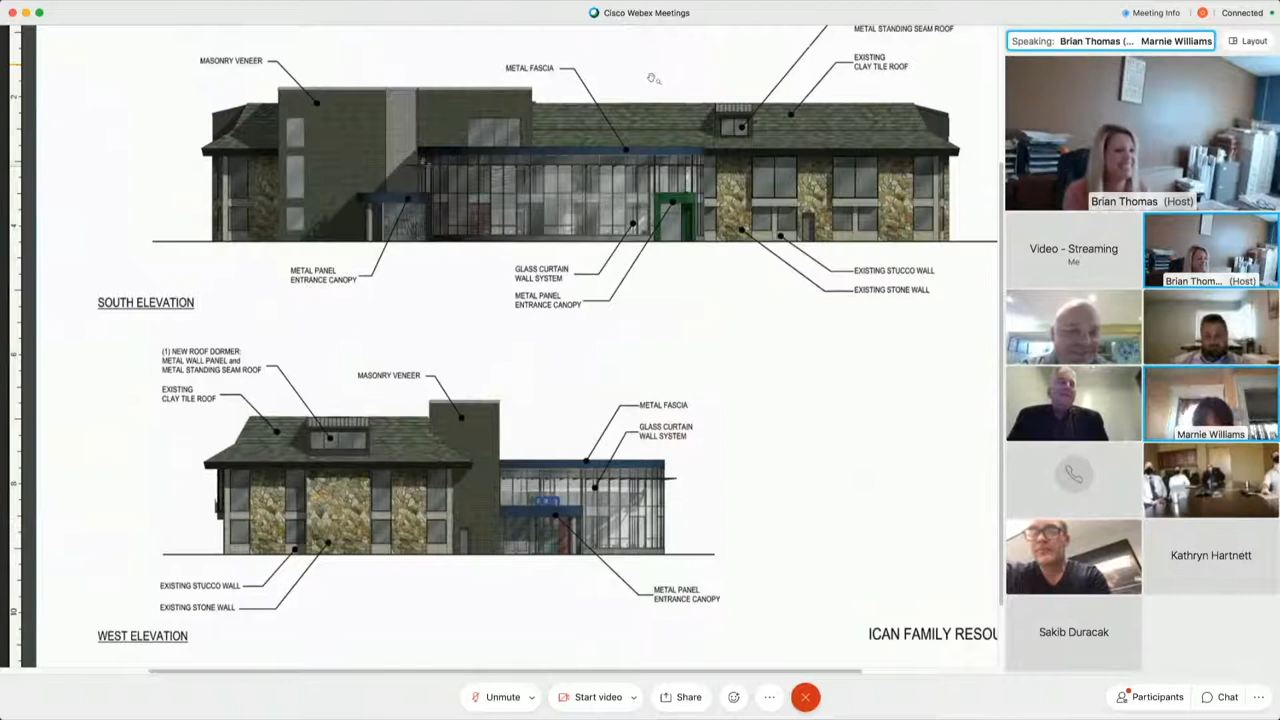 Cisco Webex Meetings
Meeting Info
Connected
Speaking: Brian Thomas (... Marnie Williams
Layout
METAL STANDING SEAM ROOF
MASONRY VENEER
METAL FASCIA
EXISTING
CLAY TILE ROOF
METAL PANEL
ENTRANCE CANOPY
GLASS CURTAIN
WALL SYSTEM
METAL PANEL
ENTRANCE CANOPY
EXISTING STUCCO WALL
EXISTING STONE WALL
SOUTH ELEVATION
(1) NEW ROOF DORMER:
METAL WALL PANEL and
METAL STANDING SEAM ROOF
EXISTING
CLAY TILE ROOF
MASONRY VENEER
METAL FASCIA
GLASS CURTAIN
WALL SYSTEM
EXISTING STUCCO WALL
EXISTING STONE WALL
METAL PANEL
ENTRANCE CANOPY
WEST ELEVATION
ICAN FAMILY RESOU
2
4
6
8
10
Brian Thomas (Host)
Video - Streaming
Me
Brian Thom... (Host)
Marnie Williams
Kathryn Hartnett
Sakib Duracak
Unmute
Start video
Share
Participants
Chat